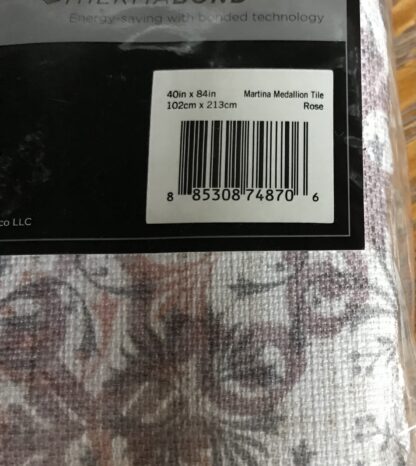 THERMABOND
Energy-saving with bonded technology
40in x 84in Martina Medallion Tile
102cm x 213cm Rose
8 85308 74870 6
co LLC